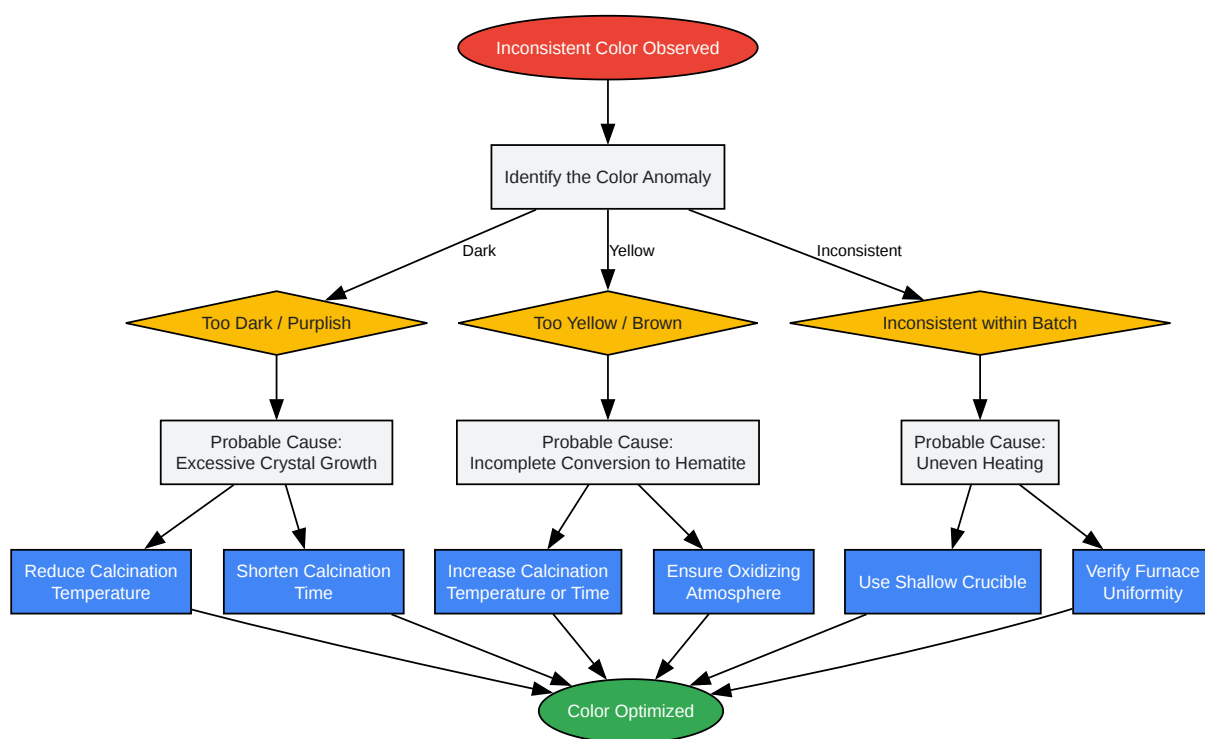 Inconsistent Color Observed
Identify the Color Anomaly
Dark
Yellow
Inconsistent
Too Dark / Purplish
Too Yellow / Brown
Inconsistent within Batch
Probable Cause:
Excessive Crystal Growth
Probable Cause:
Incomplete Conversion to Hematite
Probable Cause:
Uneven Heating
Reduce Calcination
Temperature
Shorten Calcination
Time
Increase Calcination
Temperature or Time
Ensure Oxidizing
Atmosphere
Use Shallow Crucible
Verify Furnace
Uniformity
Color Optimized